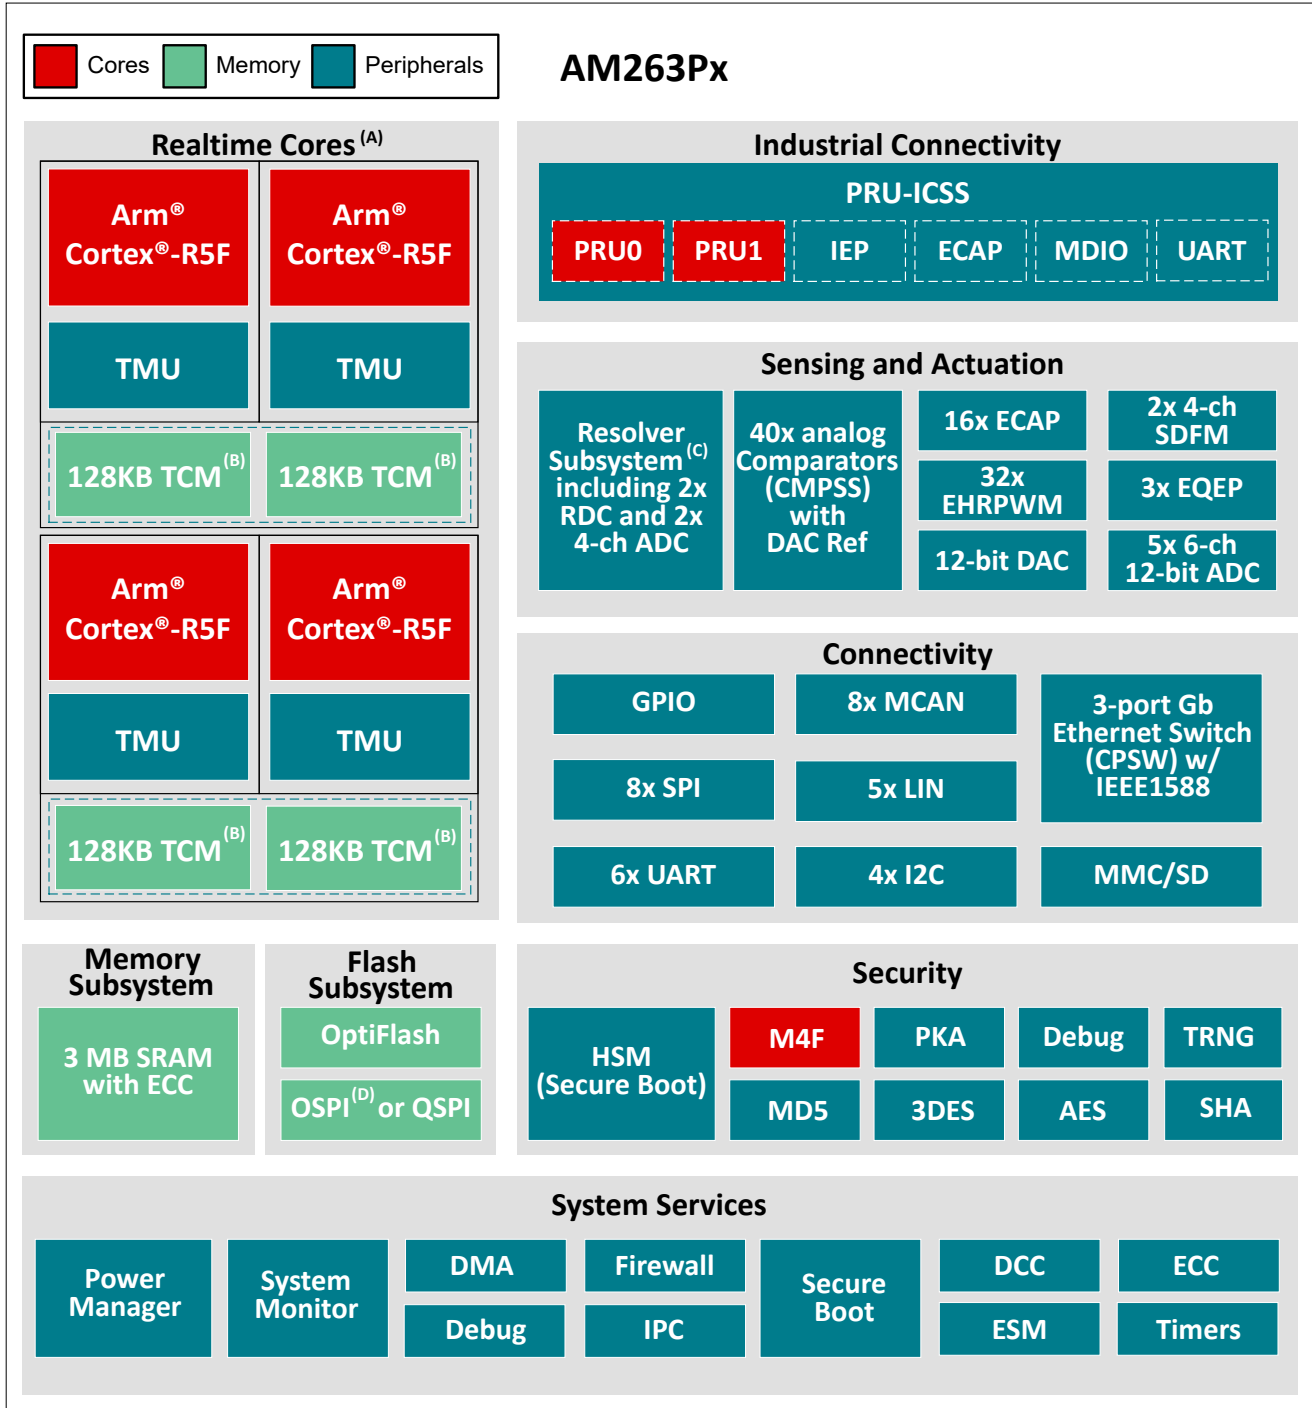 Cores
Memory
Peripherals
AM263Px
Realtime Cores (A)
Arm®
Cortex®-R5F
Arm®
Cortex®-R5F
TMU
TMU
128KB TCM(B)
128KB TCM(B)
Arm®
Cortex®-R5F
Arm®
Cortex®-R5F
TMU
TMU
128KB TCM(B)
128KB TCM(B)
Industrial Connectivity
PRU-ICSS
PRU0
PRU1
IEP
ECAP
MDIO
UART
Sensing and Actuation
Resolver
Subsystem(C)
including 2x
RDC and 2x
4-ch ADC
40x analog
Comparators
(CMPSS)
with
DAC Ref
16x ECAP
32x
EHRPWM
12-bit DAC
2x 4-ch
SDFM
3x EQEP
5x 6-ch
12-bit ADC
Connectivity
GPIO
8x MCAN
3-port Gb
Ethernet Switch
(CPSW) w/
IEEE1588
8x SPI
5x LIN
6x UART
4x I2C
MMC/SD
Memory
Subsystem
3 MB SRAM
with ECC
Flash
Subsystem
OptiFlash
OSPI(D) or QSPI
Security
HSM
(Secure Boot)
M4F
PKA
Debug
TRNG
MD5
3DES
AES
SHA
System Services
Power
Manager
System
Monitor
DMA
Firewall
Debug
IPC
Secure
Boot
DCC
ECC
ESM
Timers